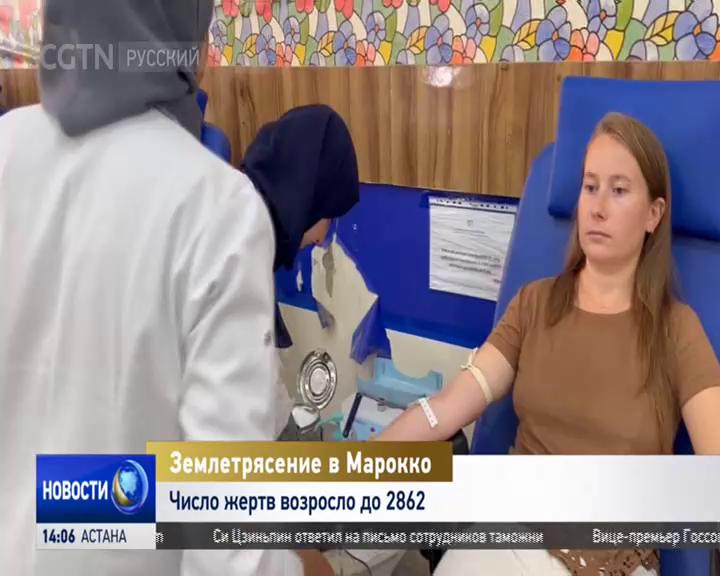 CGTN РУССКИЙ
Землетрясение в Марокко
НОВОСТИ
Число жертв возросло до 2862
14:06 АСТАНА
m Си Цзиньпин ответил на письмо сотрудников таможни Вице-премьер Госсо